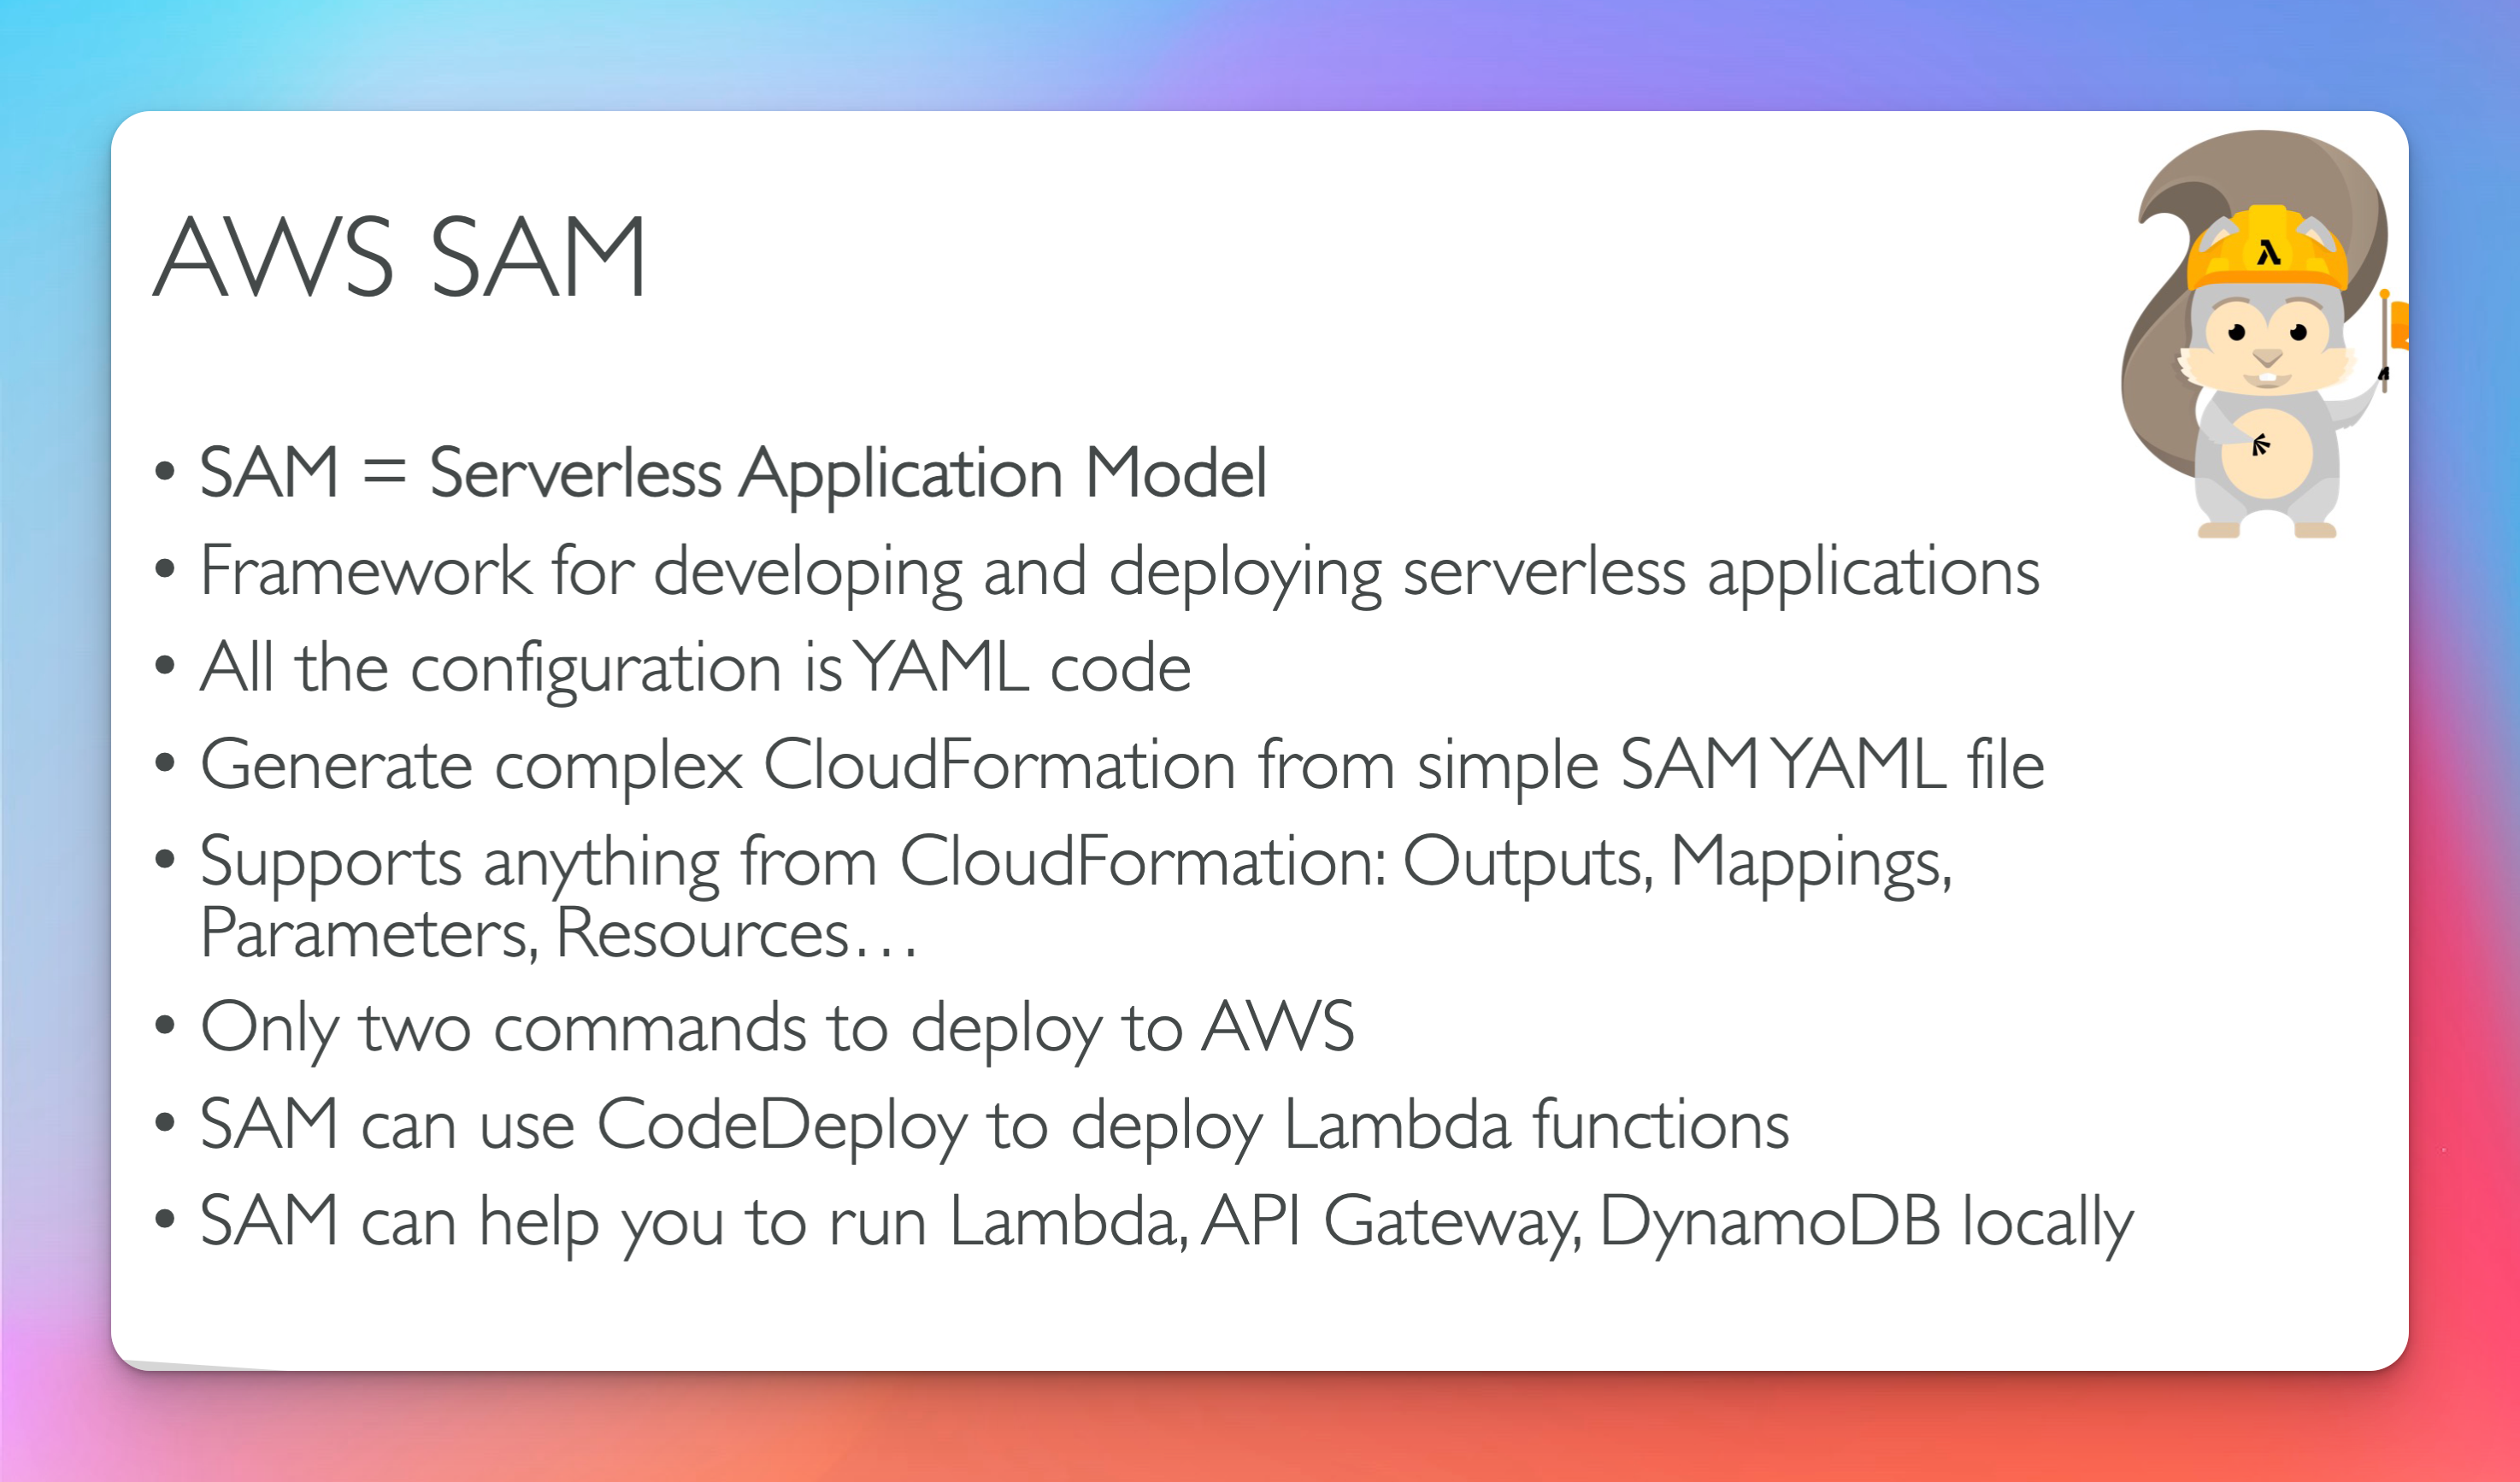 AWS SAM
λ
• SAM = Serverless Application Model
• Framework for developing and deploying serverless applications
• All the configuration is YAML code
• Generate complex CloudFormation from simple SAM YAML file
• Supports anything from CloudFormation: Outputs, Mappings,
Parameters, Resources…
• Only two commands to deploy to AWS
• SAM can use CodeDeploy to deploy Lambda functions
• SAM can help you to run Lambda, API Gateway, DynamoDB locally